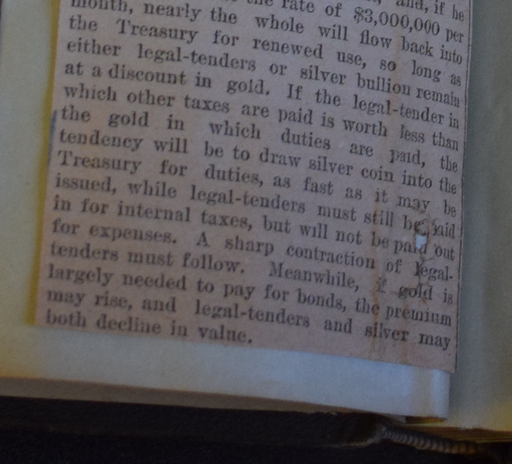 and, if he
the rate of $3,000,000 per
month, nearly the whole will flow back into
the Treasury for renewed use, so long as
either legal-tenders or silver bullion remain
at a discount in gold. If the legal-tender in
which other taxes are paid is worth less than
the gold in which duties are paid, the
tendency will be to draw silver coin into the
Treasury for duties, as fast as it may be
issued, while legal-tenders must still be paid
in for internal taxes, but will not be paid out
for expenses. A sharp contraction of legal-
tenders must follow. Meanwhile, if gold is
largely needed to pay for bonds, the premium
may rise, and legal-tenders and silver may
both decline in value.